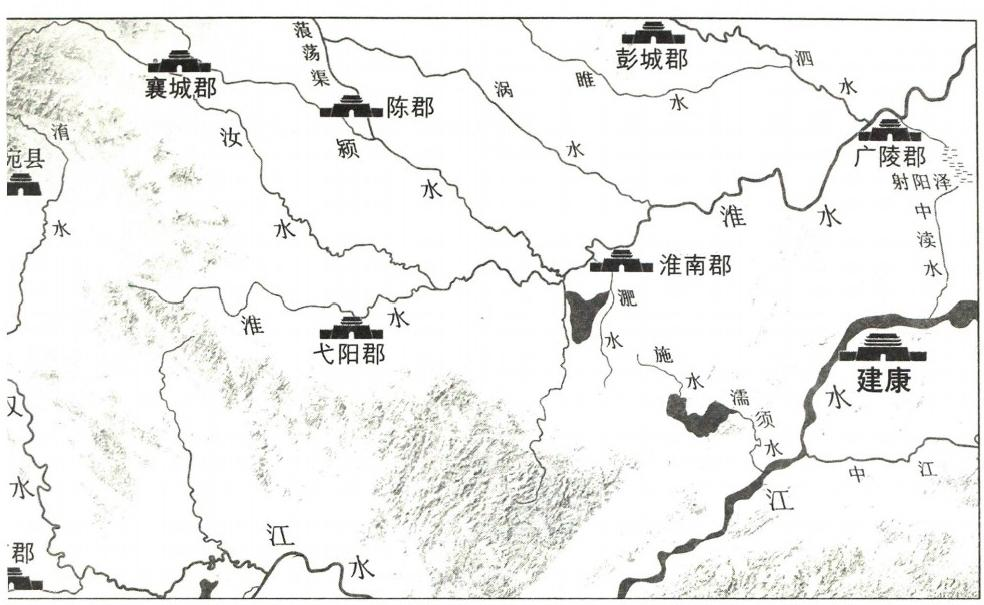 蒗荡渠
彭城郡
泗水
睢水
襄城郡
陈郡
涡水
汝水
颍水
广陵郡
射阳泽
中渎水
淯水
宛县
淮水
淮南郡
淝水
淮水
弋阳郡
施水
濡须水
建康
江水
中江
水
江水
郡